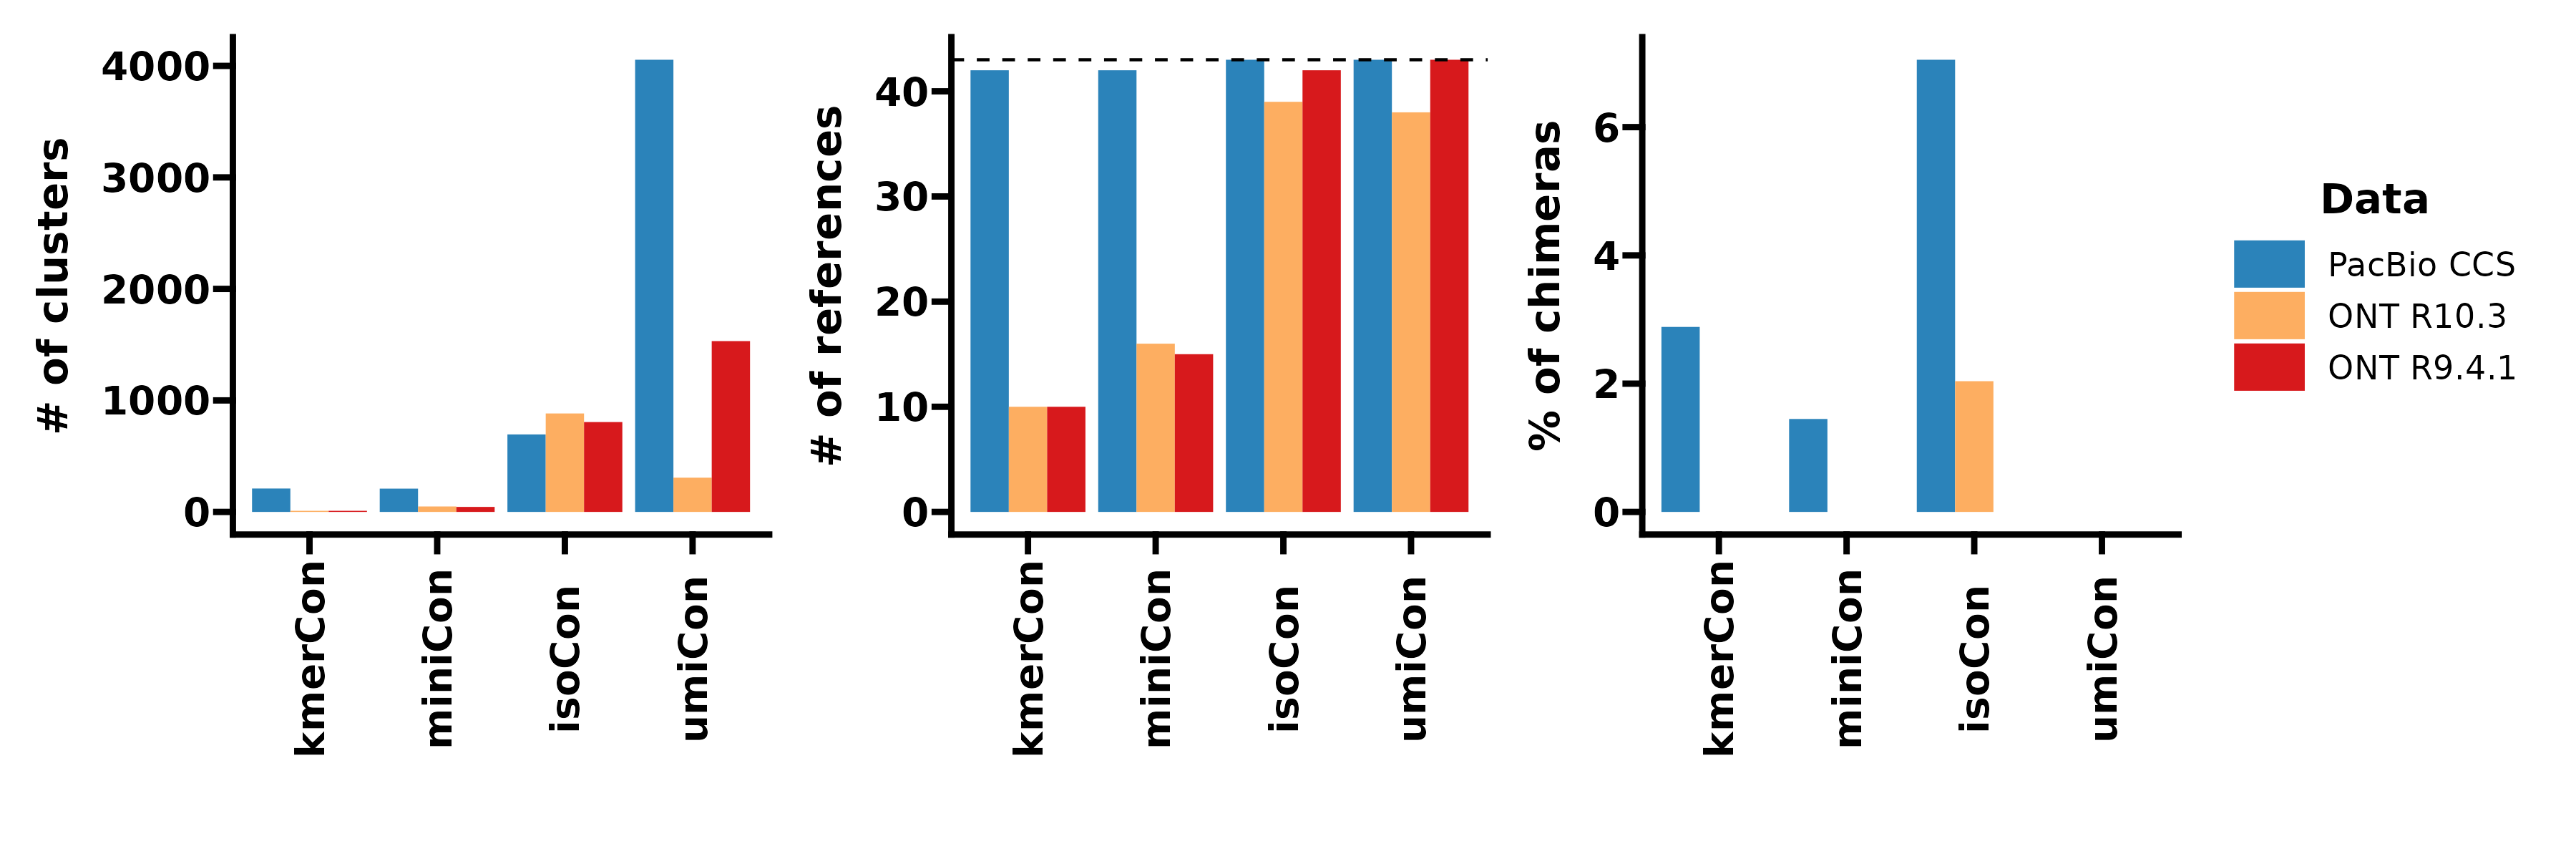 # of clusters
4000
3000
2000
1000
0
kmerCon
miniCon
isoCon
umiCon
# of references
40
30
20
10
0
kmerCon
miniCon
isoCon
umiCon
% of chimeras
6
4
2
0
kmerCon
miniCon
isoCon
umiCon
Data
PacBio CCS
ONT R10.3
ONT R9.4.1